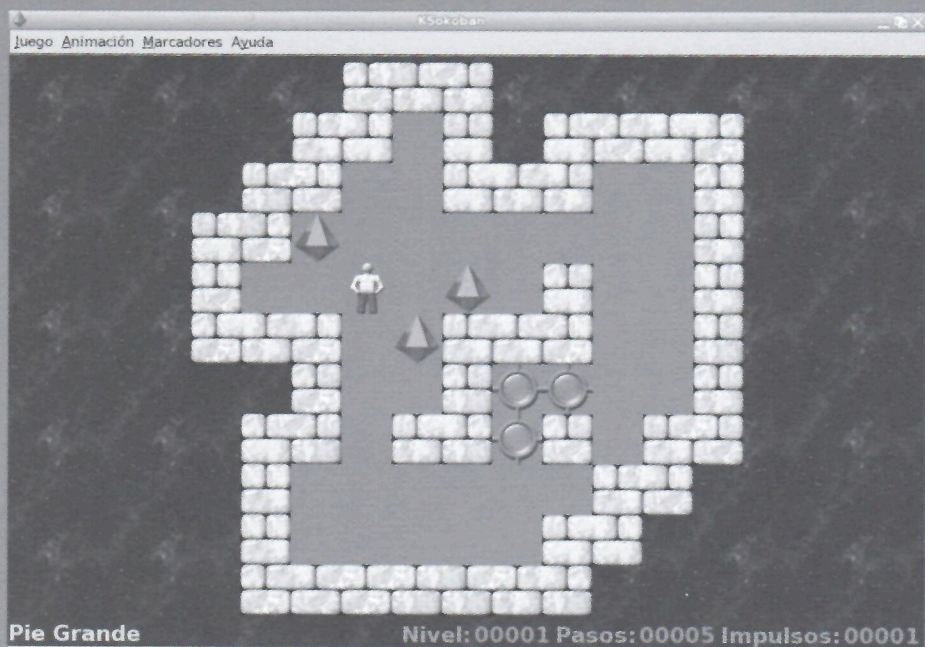 KSokoban
Juego Animación Marcadores Ayuda
Pie Grande
Nivel: 00001 Pasos: 00005 Impulsos: 00001